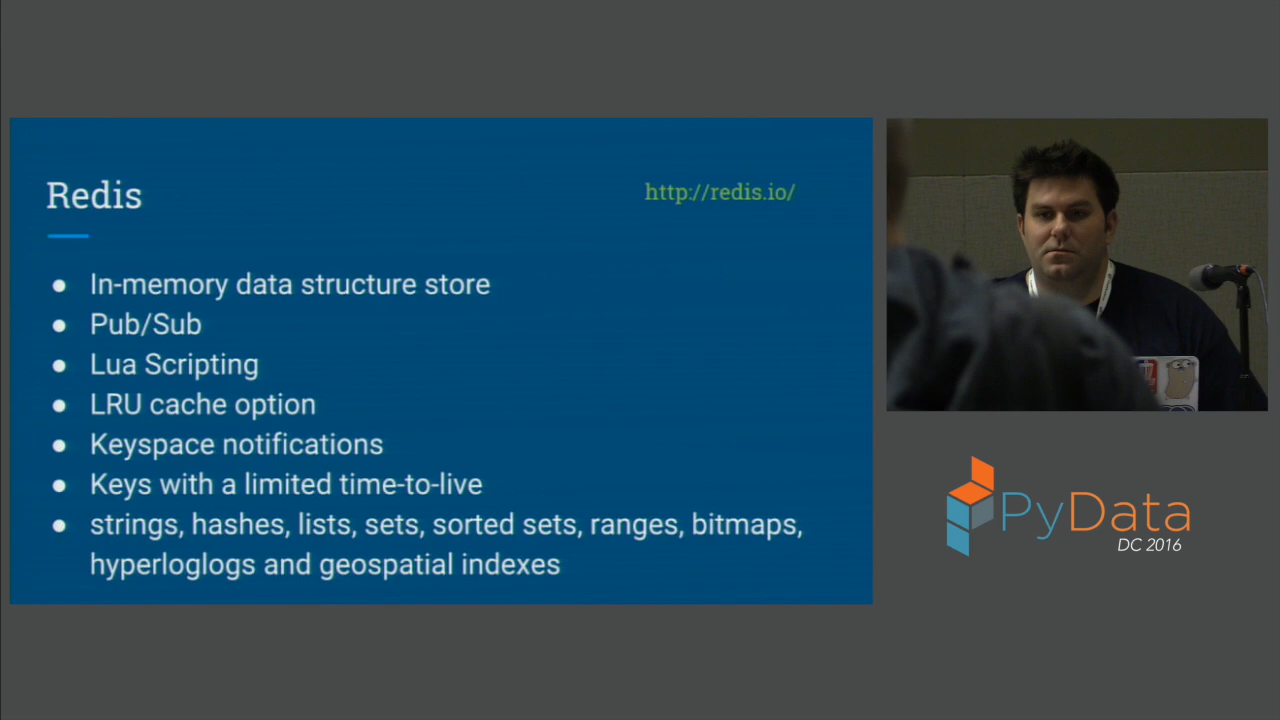 Redis
http://redis.io/
● In-memory data structure store
● Pub/Sub
● Lua Scripting
● LRU cache option
● Keyspace notifications
● Keys with a limited time-to-live
● strings, hashes, lists, sets, sorted sets, ranges, bitmaps,
hyperloglogs and geospatial indexes
PyData
DC 2016